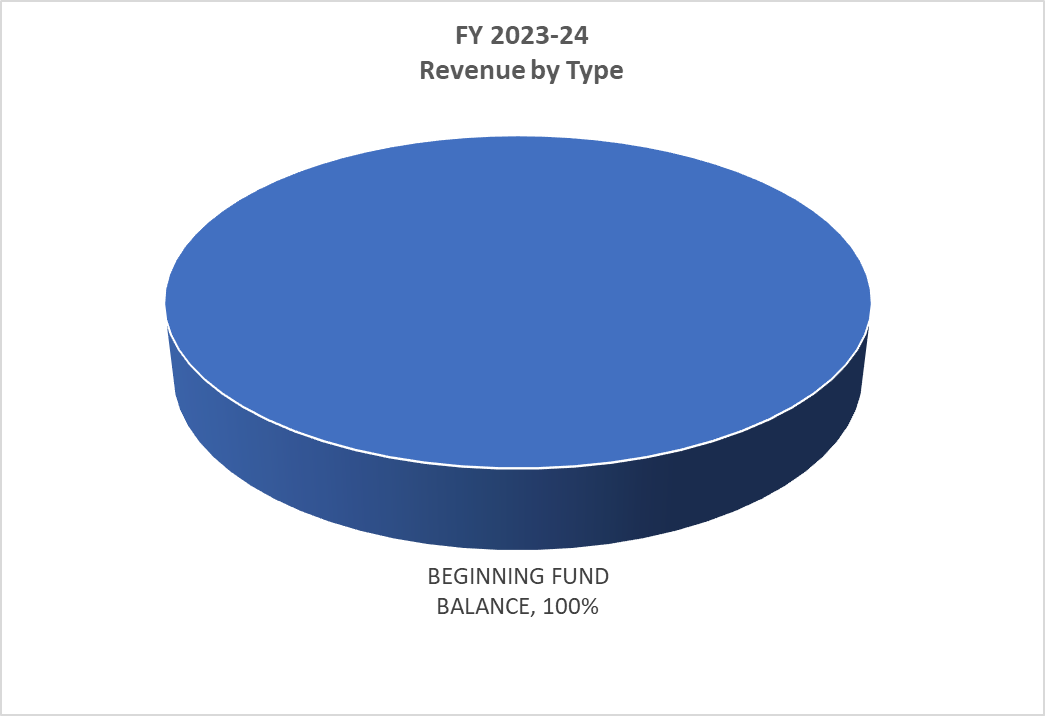 FY 2023-24
Revenue by Type
BEGINNING FUND
BALANCE, 100%